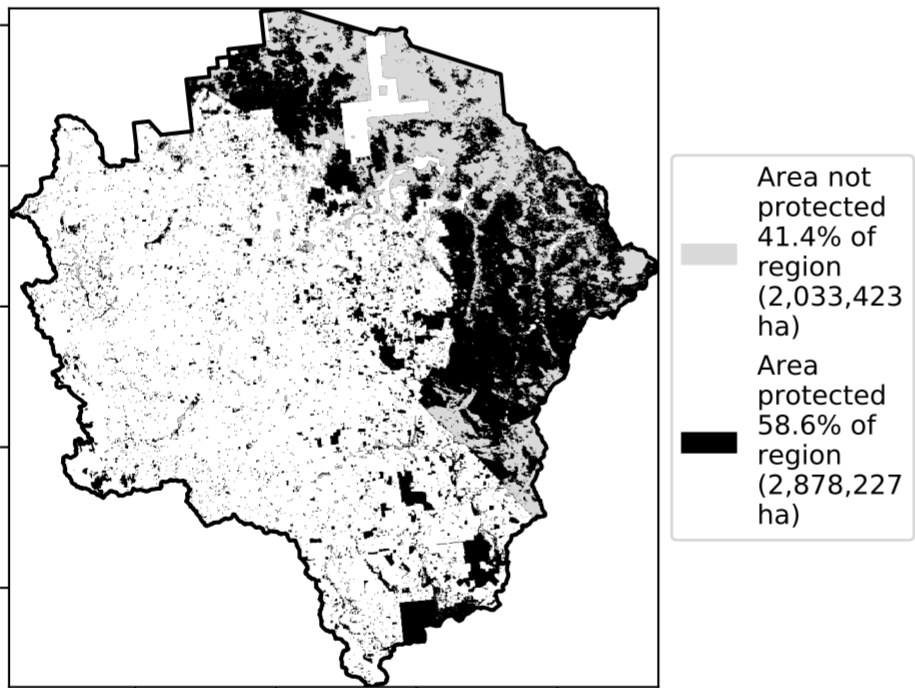 Area not
protected
41.4% of
region
(2,033,423
ha)
Area
protected
58.6% of
region
(2,878,227
ha)